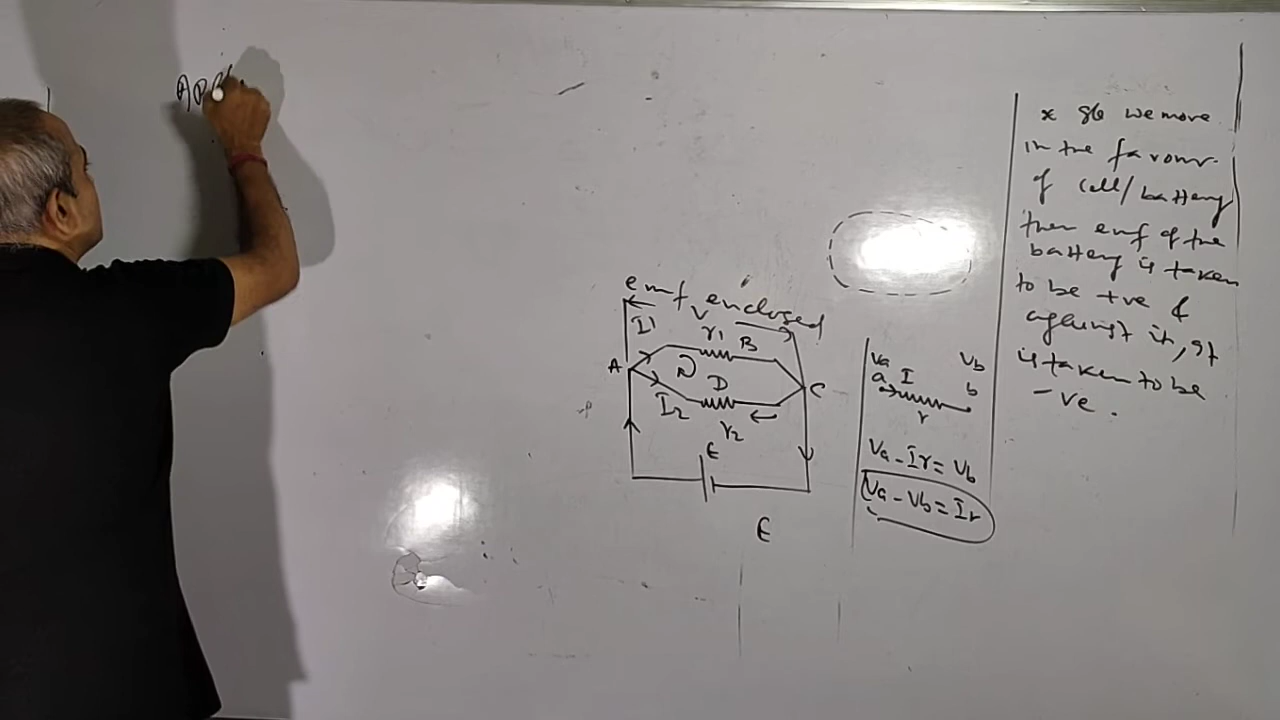 emf enclosed
I1 V
r1 B
A
D
C
I2
r2
E
E
Va Vb
a I b
r
Va - Ir = Vb
Va - Vb = Ir
we move
in the favour
of cell/battery
then emf of the
battery is taken
to be +ve &
against it, It
is taken to be
-ve.